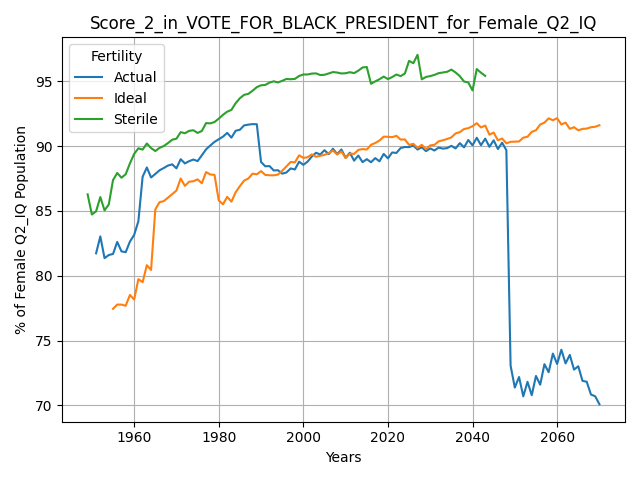 Score_2_in_VOTE_FOR_BLACK_PRESIDENT_for_Female_Q2_IQ
Fertility
Actual
Ideal
Sterile
% of Female Q2_IQ Population
95
90
85
80
75
70
1960 1980 2000 2020 2040 2060
Years